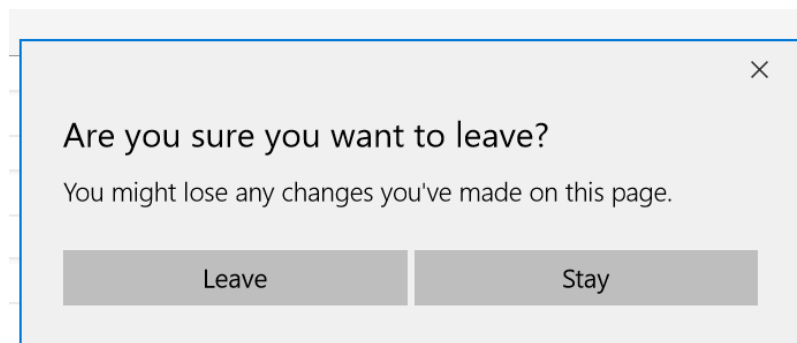 Are you sure you want to leave?
You might lose any changes you've made on this page.
Leave
Stay